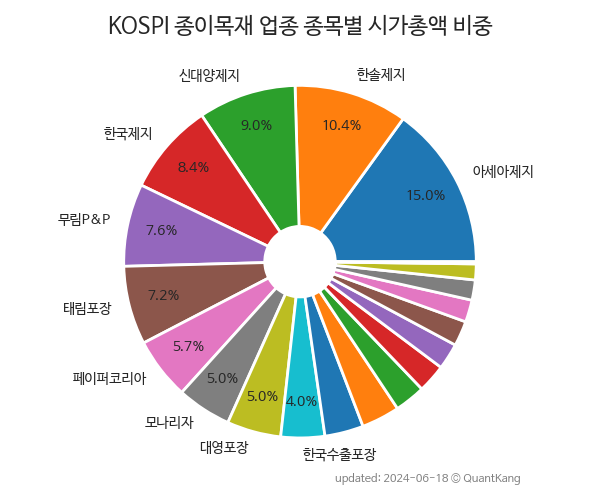 KOSPI 종이목재 업종 종목별 시가총액 비중
신대양제지
한솔제지
한국제지
아세아제지
무림P&P
태림포장
페이퍼코리아
모나리자
대영포장
한국수출포장
9.0%
10.4%
8.4%
15.0%
7.6%
7.2%
5.7%
5.0%
5.0%
4.0%
updated: 2024-06-18 © QuantKang